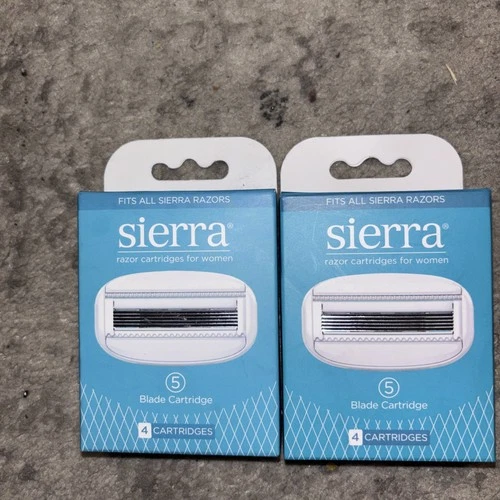 FITS ALL SIERRA RAZORS
sierra®
razor cartridges for women
5
Blade Cartridge
4 CARTRIDGES
FITS ALL SIERRA RAZORS
sierra®
razor cartridges for women
5
Blade Cartridge
4 CARTRIDGES